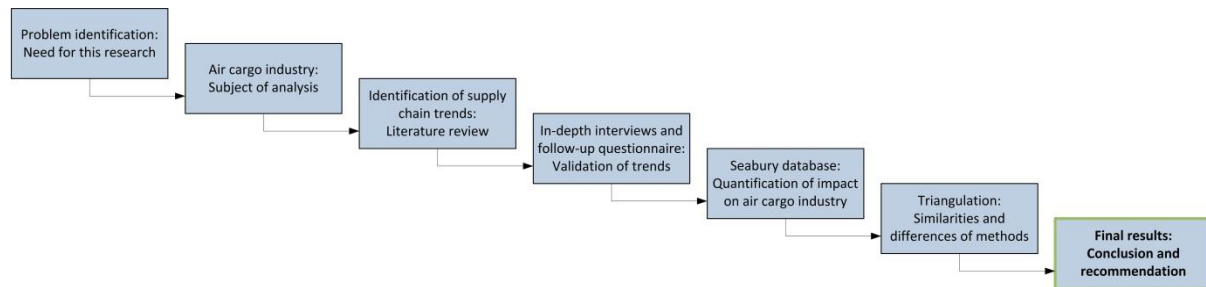 Problem identification:
Need for this research
Air cargo industry:
Subject of analysis
Identification of supply
chain trends:
Literature review
In-depth interviews and
follow-up questionnaire:
Validation of trends
Seabury database:
Quantification of impact
on air cargo industry
Triangulation:
Similarities and
differences of methods
Final results:
Conclusion and
recommendation